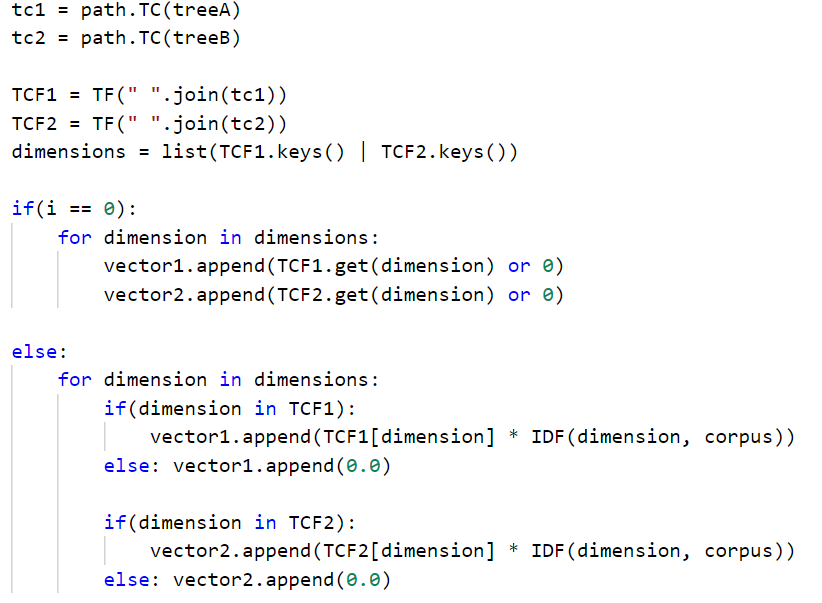 tc1 = path.TC(treeA)
tc2 = path.TC(treeB)
TCF1 = TF(" ".join(tc1))
TCF2 = TF(" ".join(tc2))
dimensions = list(TCF1.keys() | TCF2.keys())
if(i == 0):
for dimension in dimensions:
vector1.append(TCF1.get(dimension) or 0)
vector2.append(TCF2.get(dimension) or 0)
else:
for dimension in dimensions:
if(dimension in TCF1):
vector1.append(TCF1[dimension] * IDF(dimension, corpus))
else: vector1.append(0.0)
if(dimension in TCF2):
vector2.append(TCF2[dimension] * IDF(dimension, corpus))
else: vector2.append(0.0)